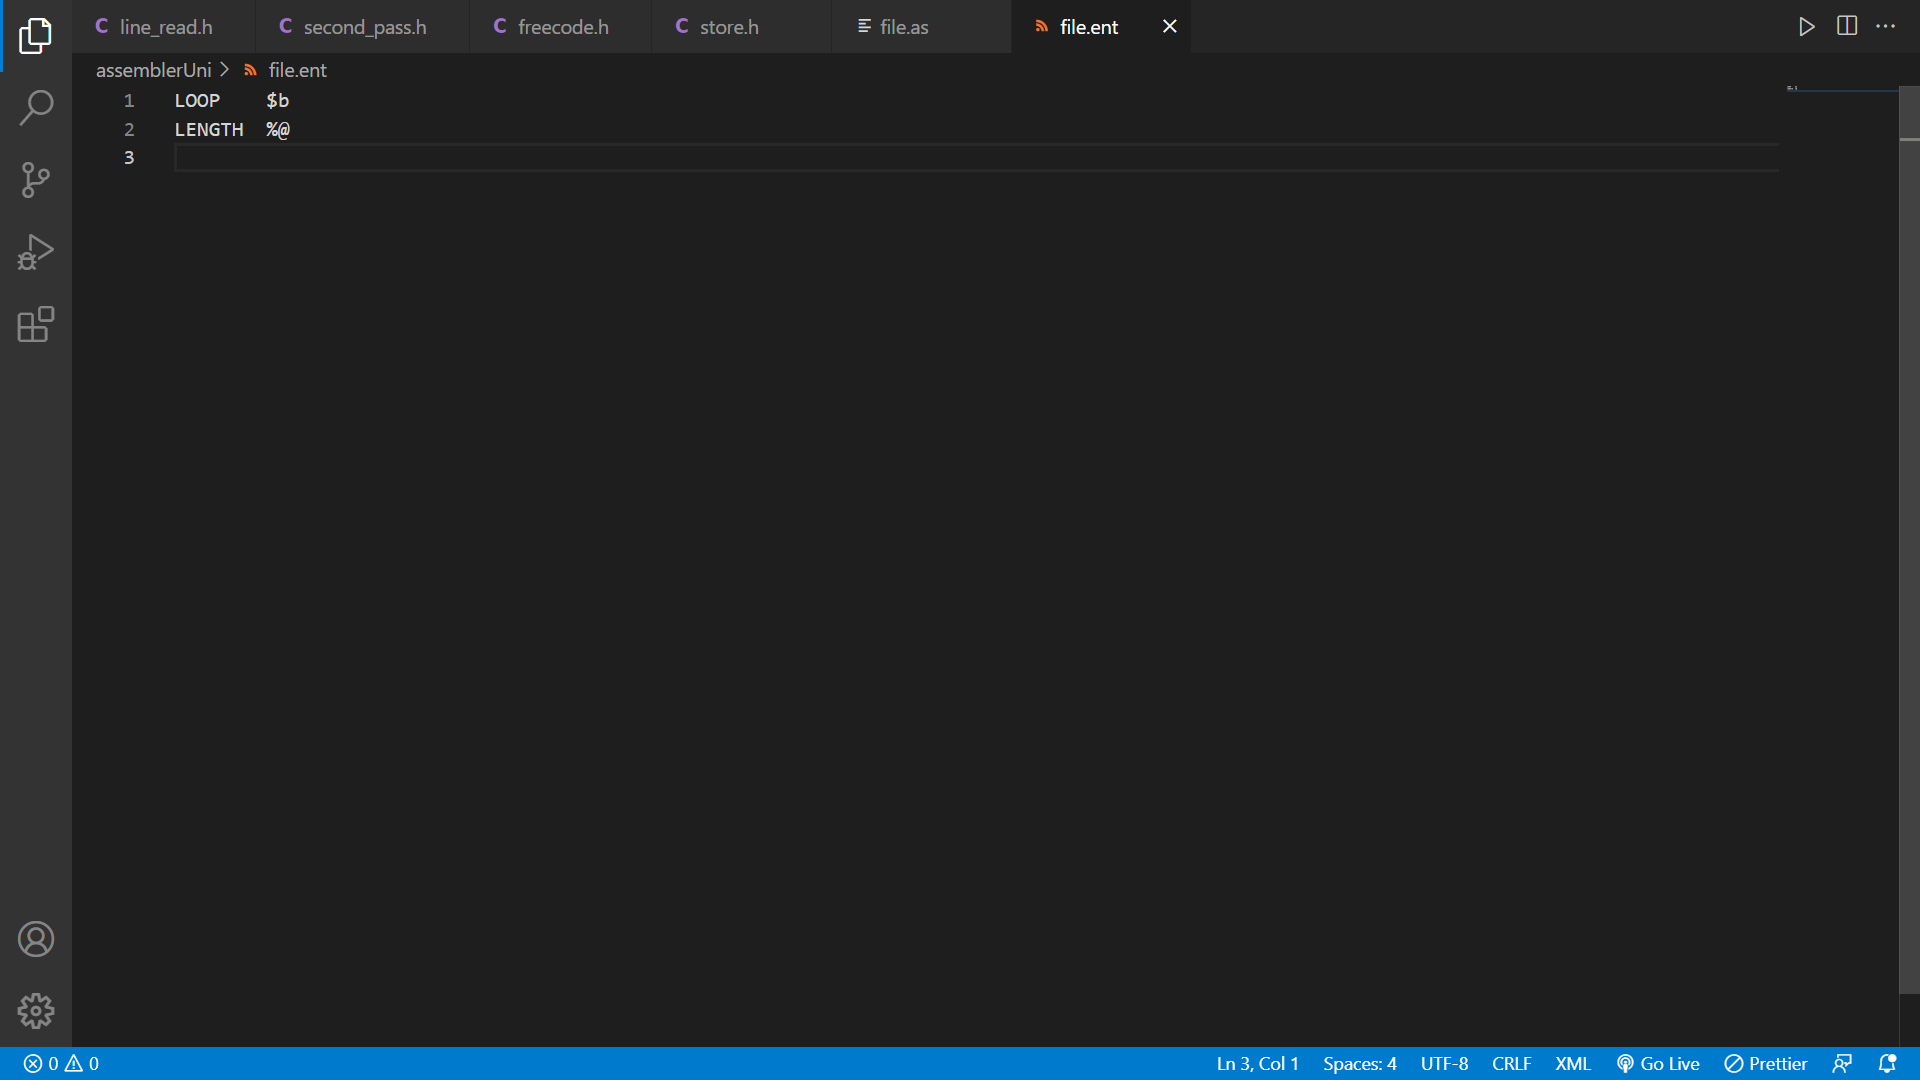 C line_read.h C second_pass.h C freecode.h C store.h file.as file.ent
assemblerUni > file.ent
1 LOOP $b
2 LENGTH %@
3
0 0 Ln 3, Col 1 Spaces: 4 UTF-8 CRLF XML Go Live Prettier